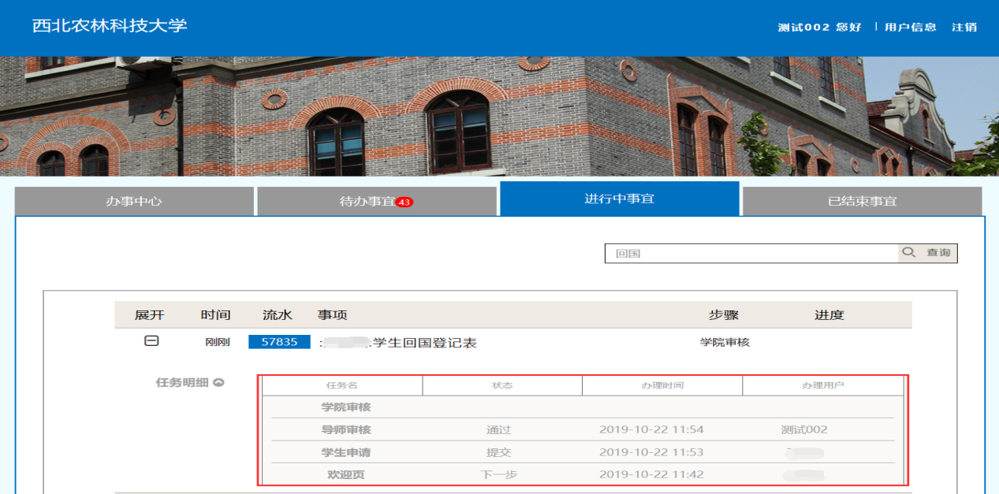 西北农林科技大学
测试002 您好 | 用户信息 注销
办事中心 待办事宜 43 进行中事宜 已结束事宜
回国 查询
展开 时间 流水 事项 步骤 进度
刚刚 57835 :学生回国登记表 学院审核
任务明细
任务名 状态 办理时间 办理用户
学院审核
导师审核 通过 2019-10-22 11:54 测试002
学生申请 提交 2019-10-22 11:53
欢迎页 下一步 2019-10-22 11:42